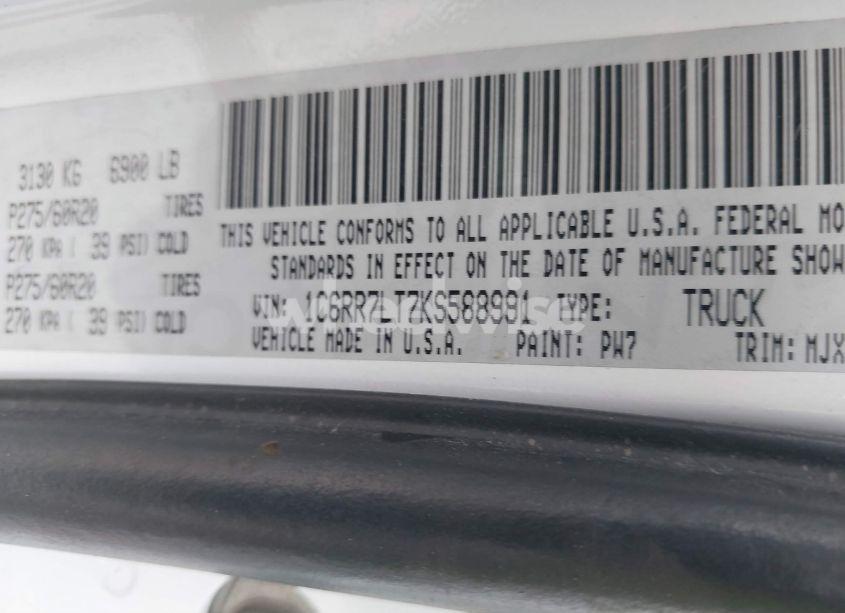 3130 KG 6900 LB
P275/60R20 TIRES
270 KPA ( 39 PSI) COLD
P275/60R20 TIRES
270 KPA ( 39 PSI) COLD
THIS VEHICLE CONFORMS TO ALL APPLICABLE U.S.A. FEDERAL MO
STANDARDS IN EFFECT ON THE DATE OF MANUFACTURE SHOW
VIN: 1C6RR7LT7KS588991 TYPE: TRUCK
VEHICLE MADE IN U.S.A. PAINT: PW7 TRIM: MJX